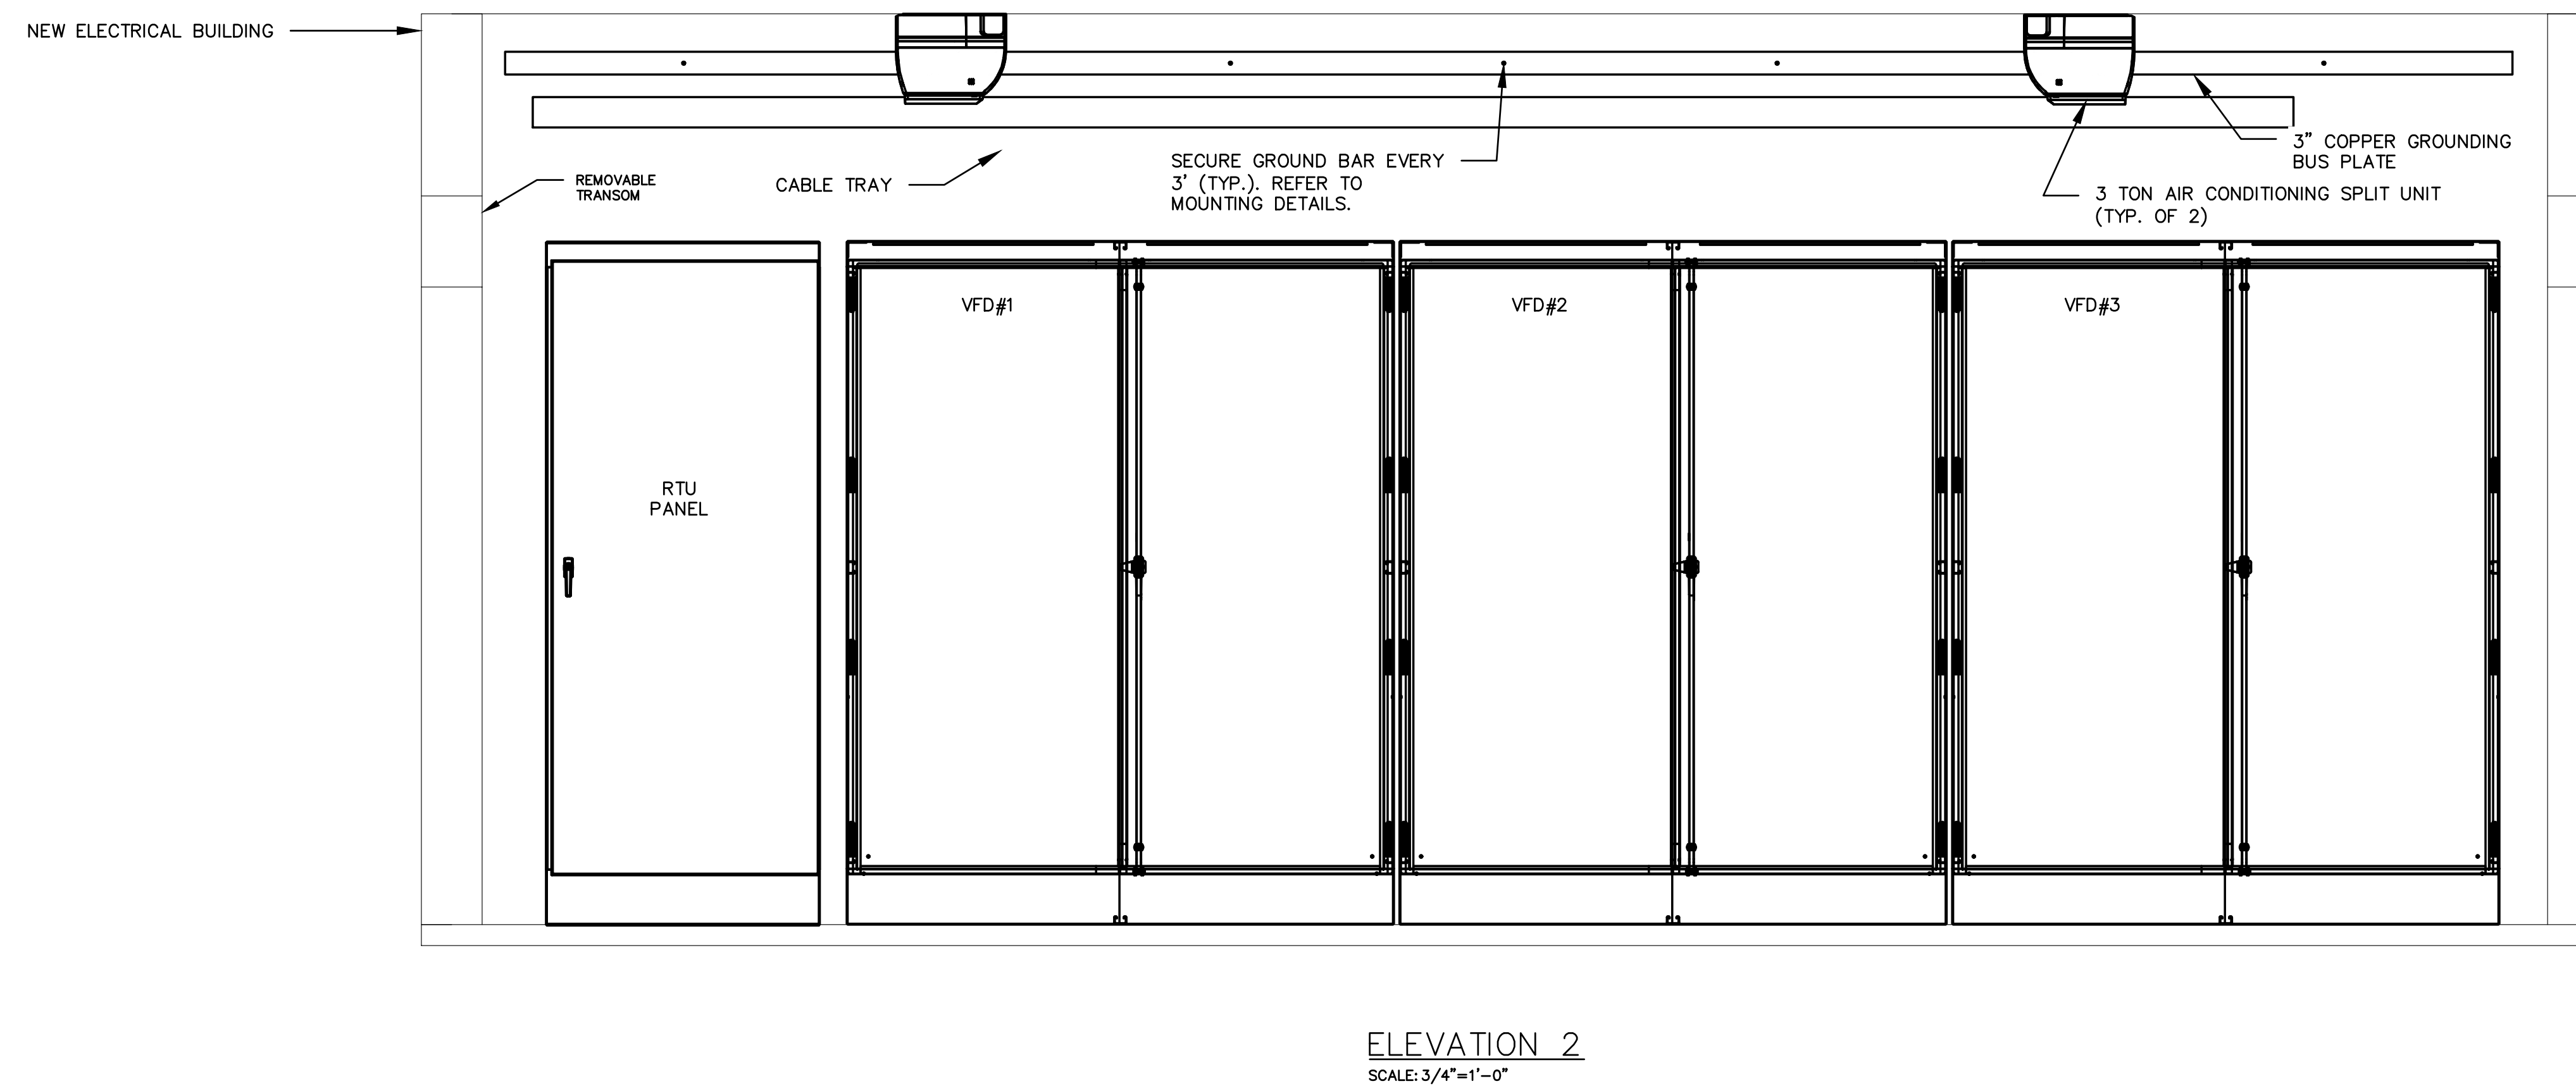 NEW ELECTRICAL BUILDING
REMOVABLE
TRANSOM
CABLE TRAY
SECURE GROUND BAR EVERY
3' (TYP.). REFER TO
MOUNTING DETAILS.
3" COPPER GROUNDING
BUS PLATE
3 TON AIR CONDITIONING SPLIT UNIT
(TYP. OF 2)
VFD#1
VFD#2
VFD#3
RTU
PANEL
ELEVATION 2
SCALE: 3/4"=1'-0"